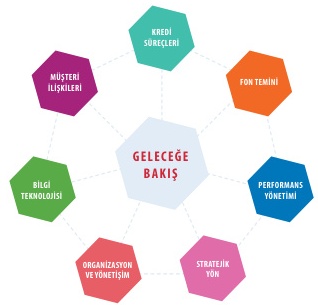 KREDİ
SÜREÇLERİ
MÜŞTERİ
İLİŞKİLERİ
FON TEMİNİ
GELECEĞE
BAKIŞ
BİLGİ
TEKNOLOJİSİ
PERFORMANS
YÖNETİMİ
ORGANİZASYON
VE YÖNETİŞİM
STRATEJİK
YÖN